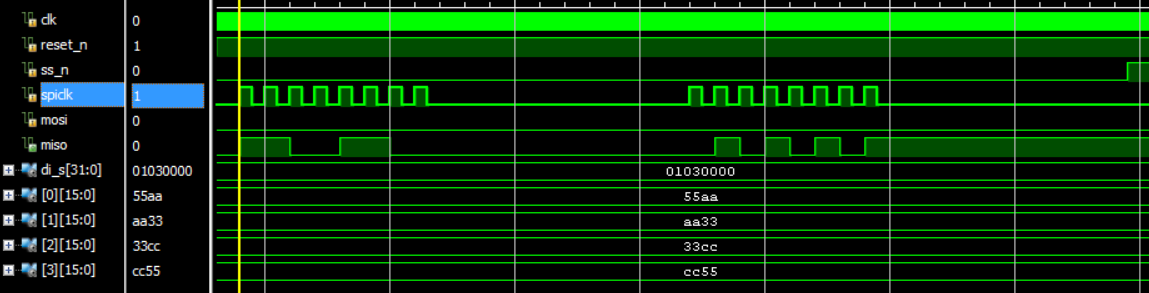 clk 0
reset_n 1
ss_n 0
spiclk 1
mosi 0
miso 0
di_s[31:0] 01030000 01030000
[0][15:0] 55aa 55aa
[1][15:0] aa33 aa33
[2][15:0] 33cc 33cc
[3][15:0] cc55 cc55